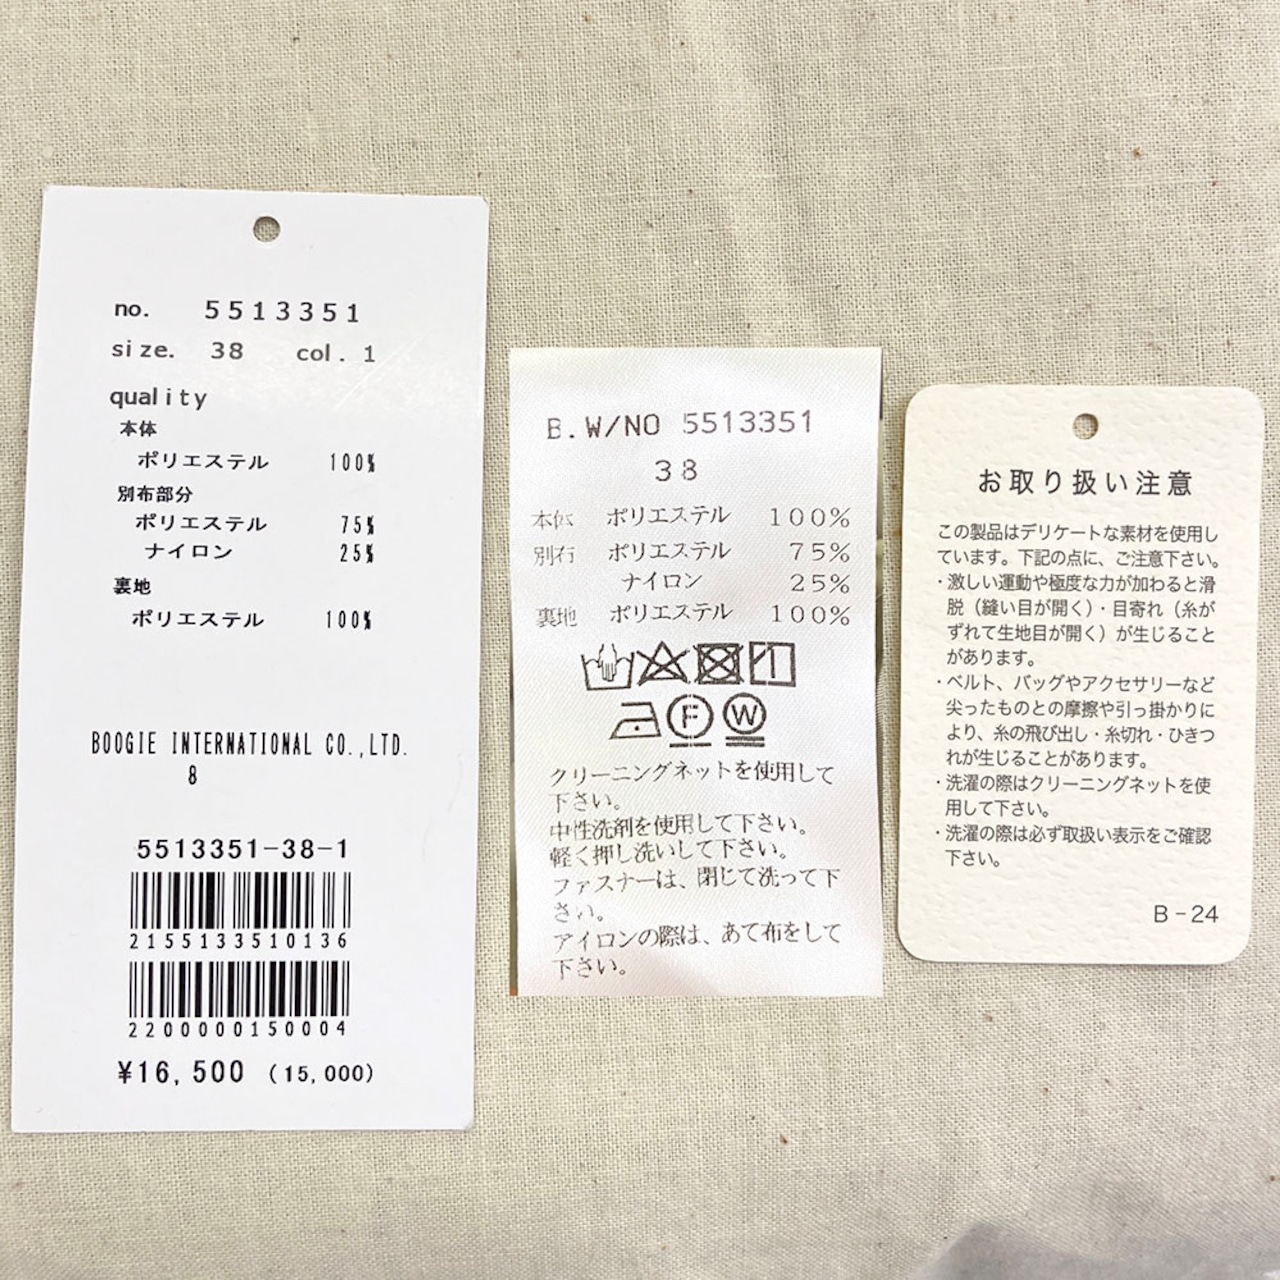 no. 5513351
size. 38 col. 1
quality
本体
ポリエステル 100%
別布部分
ポリエステル 75%
ナイロン 25%
裏地
ポリエステル 100%
BOOGIE INTERNATIONAL CO.,LTD.
8
5513351-38-1
2155133510136
2200000150004
¥16,500 (15,000)
B.W/NO 5513351
38
本体 ポリエステル 100%
別布 ポリエステル 75%
ナイロン 25%
裏地 ポリエステル 100%
F W
クリーニングネットを使用して
下さい。
中性洗剤を使用して下さい。
軽く押し洗いして下さい。
ファスナーは、閉じて洗って下
さい。
アイロンの際は、あて布をして
下さい。
お取り扱い注意
この製品はデリケートな素材を使用し
ています。下記の点に、ご注意下さい。
・激しい運動や極度な力が加わると滑
脱（縫い目が開く）・目寄れ（糸が
ずれて生地目が開く）が生じること
があります。
・ベルト、バッグやアクセサリーなど
尖ったものとの摩擦や引っ掛かりに
より、糸の飛び出し・糸切れ・ひきつ
れが生じることがあります。
・洗濯の際はクリーニングネットを使
用して下さい。
・洗濯の際は必ず取扱い表示をご確認
下さい。
B-24